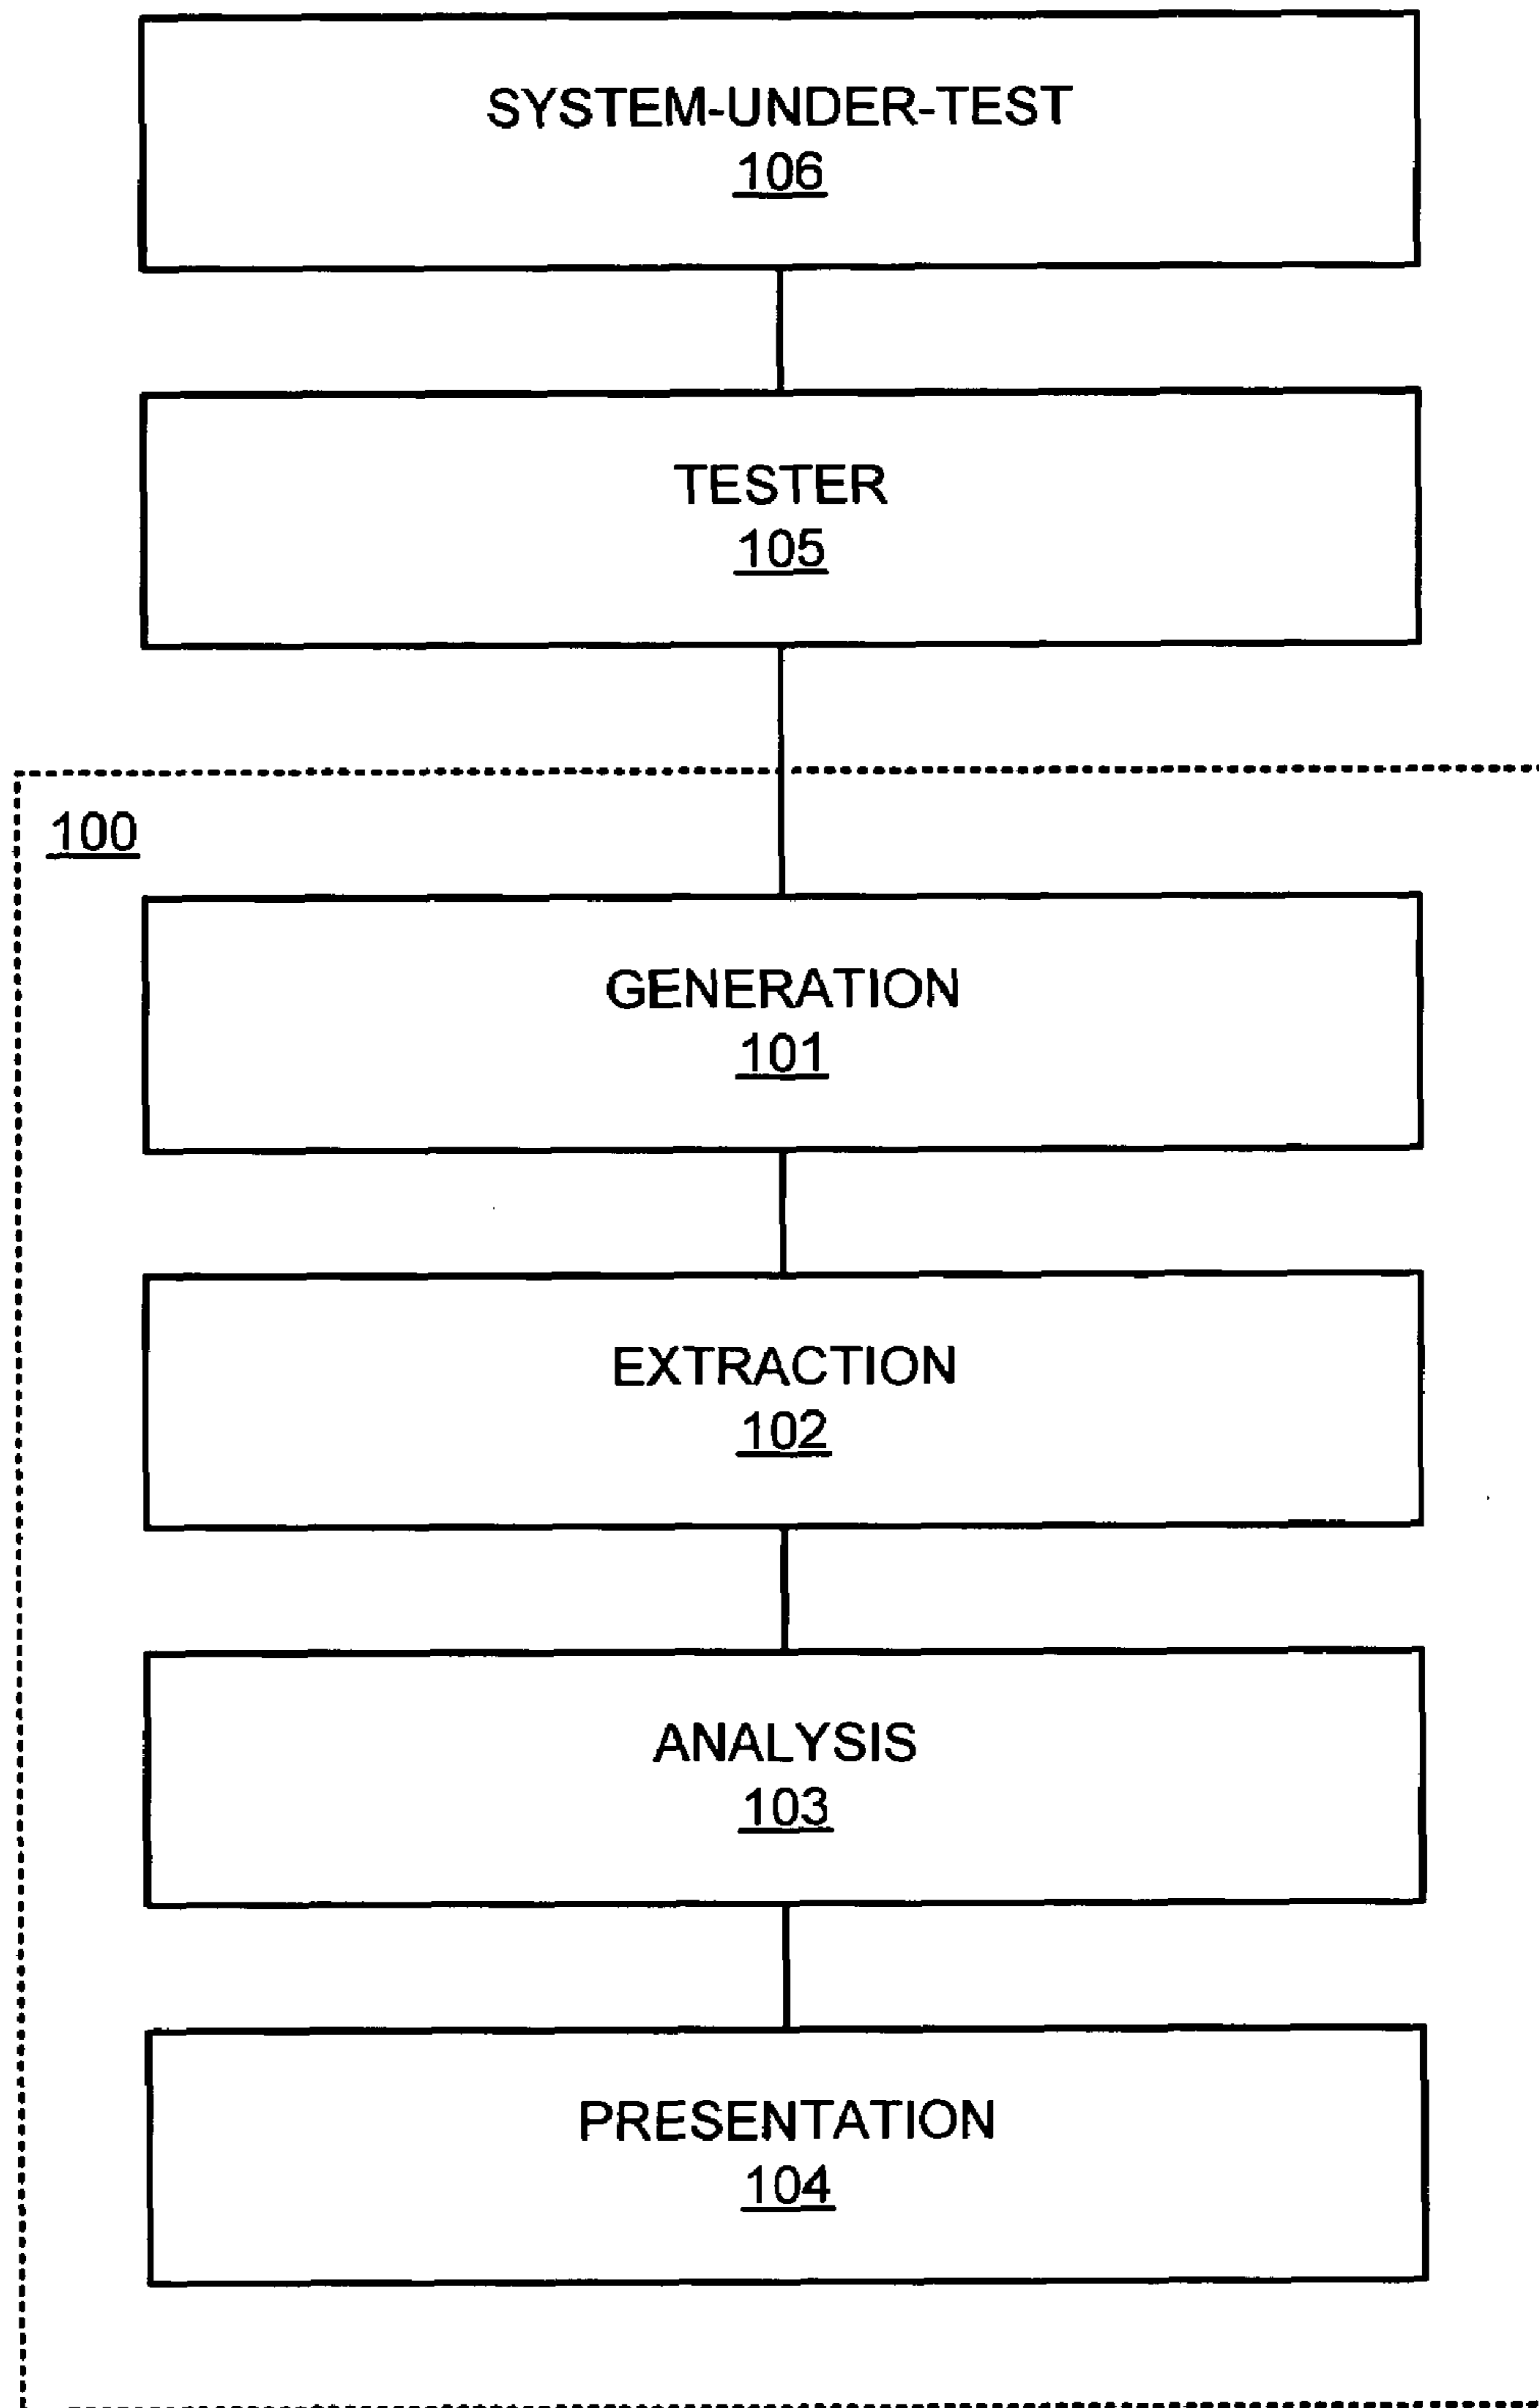 SYSTEM-UNDER-TEST
106
TESTER
105
100
GENERATION
101
EXTRACTION
102
ANALYSIS
103
PRESENTATION
104